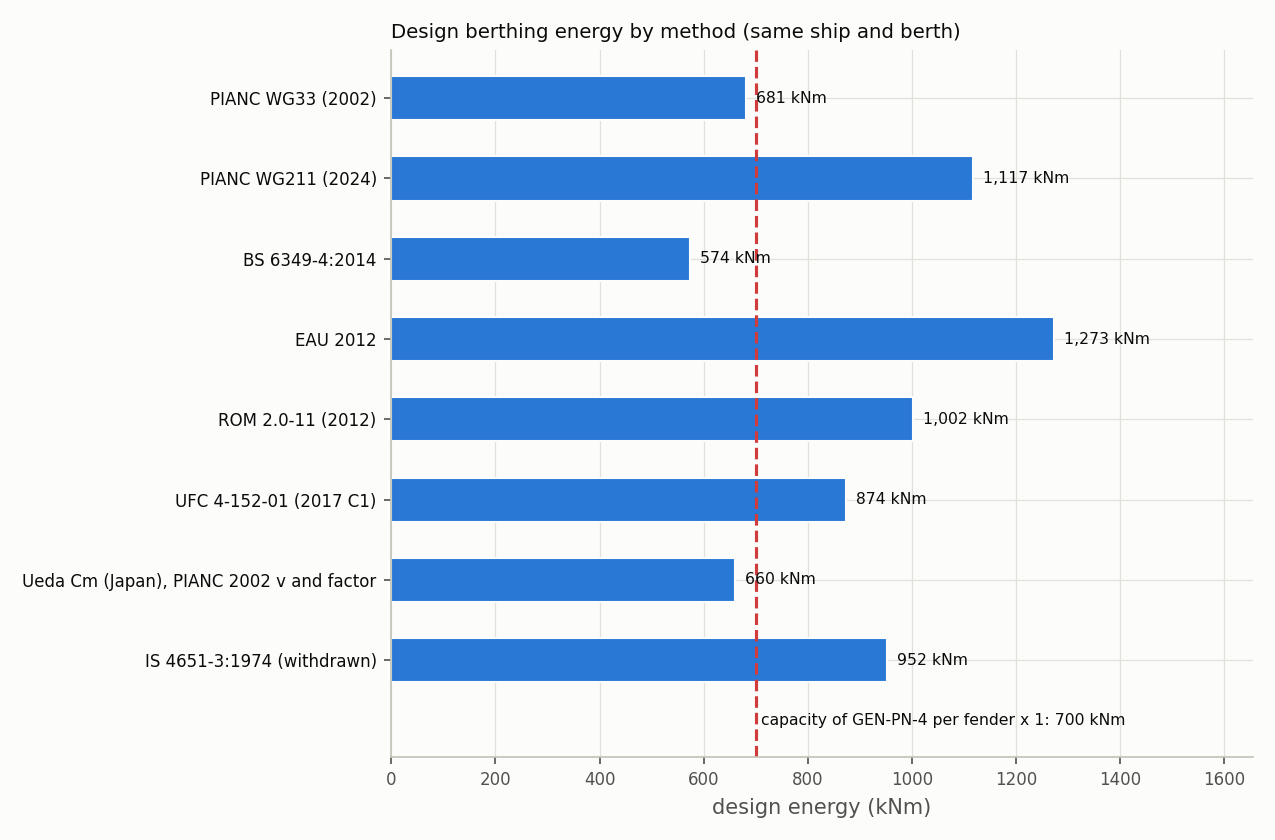 Design berthing energy by method (same ship and berth)
PIANC WG33 (2002)
681 kNm
PIANC WG211 (2024)
1,117 kNm
BS 6349-4:2014
574 kNm
EAU 2012
1,273 kNm
ROM 2.0-11 (2012)
1,002 kNm
UFC 4-152-01 (2017 C1)
874 kNm
Ueda Cm (Japan), PIANC 2002 v and factor
660 kNm
IS 4651-3:1974 (withdrawn)
952 kNm
capacity of GEN-PN-4 per fender x 1: 700 kNm
0 200 400 600 800 1000 1200 1400 1600
design energy (kNm)